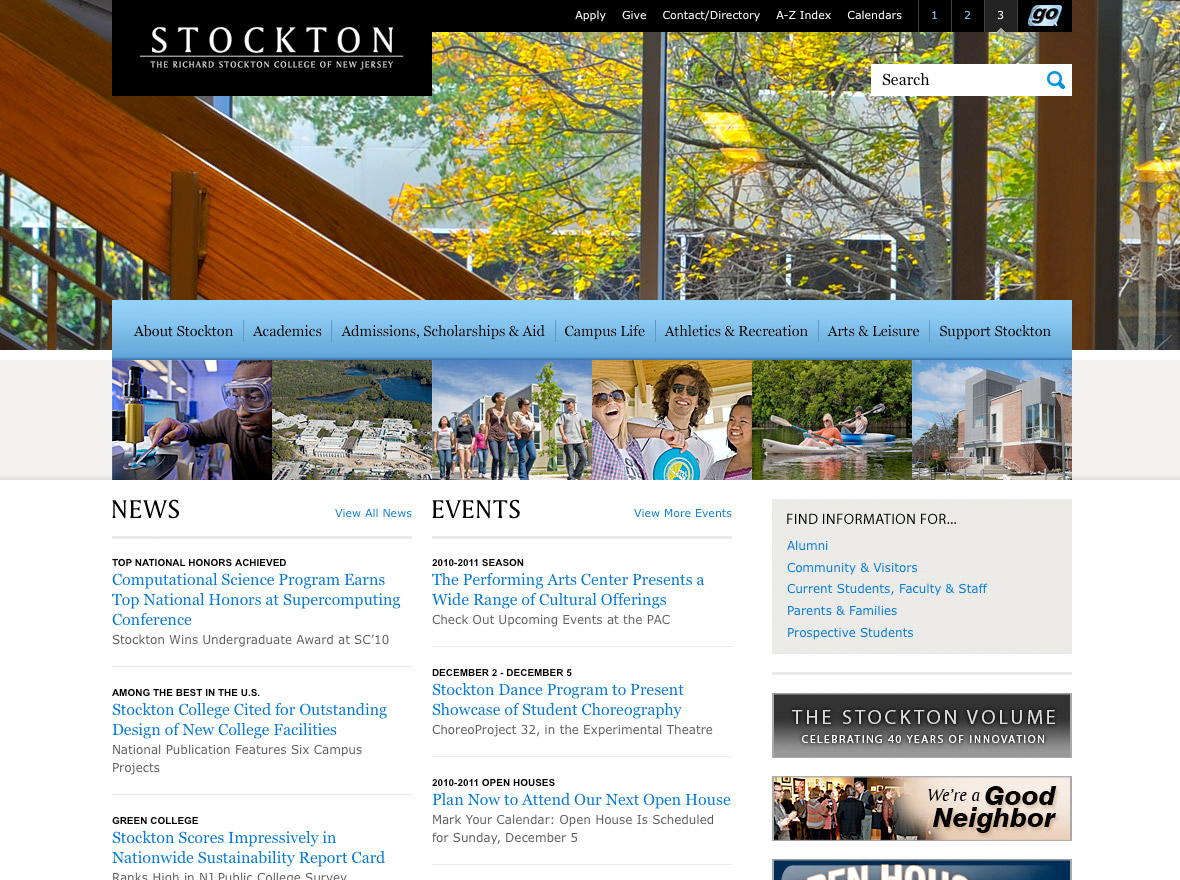 Apply Give Contact/Directory A-Z Index Calendars 1 2 3 go
STOCKTON
THE RICHARD STOCKTON COLLEGE OF NEW JERSEY
Search
About Stockton Academics Admissions, Scholarships & Aid Campus Life Athletics & Recreation Arts & Leisure Support Stockton
NEWS
View All News
TOP NATIONAL HONORS ACHIEVED
Computational Science Program Earns
Top National Honors at Supercomputing
Conference
Stockton Wins Undergraduate Award at SC'10
AMONG THE BEST IN THE U.S.
Stockton College Cited for Outstanding
Design of New College Facilities
National Publication Features Six Campus
Projects
GREEN COLLEGE
Stockton Scores Impressively in
Nationwide Sustainability Report Card
Ranks High in NJ Public College Survey
EVENTS
View More Events
2010-2011 SEASON
The Performing Arts Center Presents a
Wide Range of Cultural Offerings
Check Out Upcoming Events at the PAC
DECEMBER 2 - DECEMBER 5
Stockton Dance Program to Present
Showcase of Student Choreography
ChoreoProject 32, in the Experimental Theatre
2010-2011 OPEN HOUSES
Plan Now to Attend Our Next Open House
Mark Your Calendar: Open House Is Scheduled
for Sunday, December 5
FIND INFORMATION FOR...
Alumni
Community & Visitors
Current Students, Faculty & Staff
Parents & Families
Prospective Students
THE STOCKTON VOLUME
CELEBRATING 40 YEARS OF INNOVATION
We're a Good
Neighbor